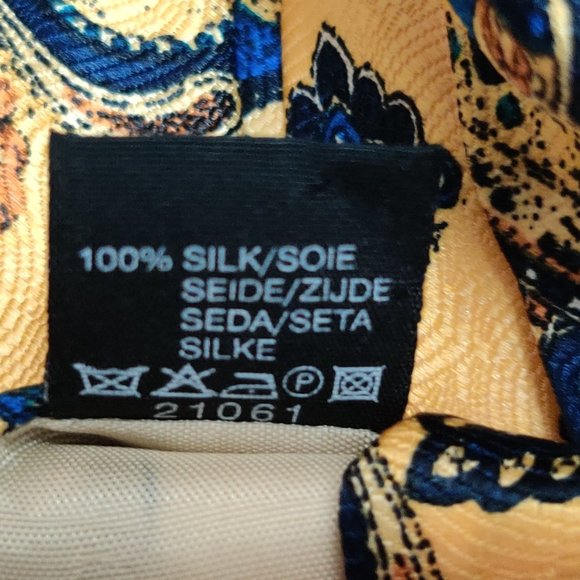 100% SILK/SOIE
SEIDE/ZIJDE
SEDA/SETA
SILKE
P
21061